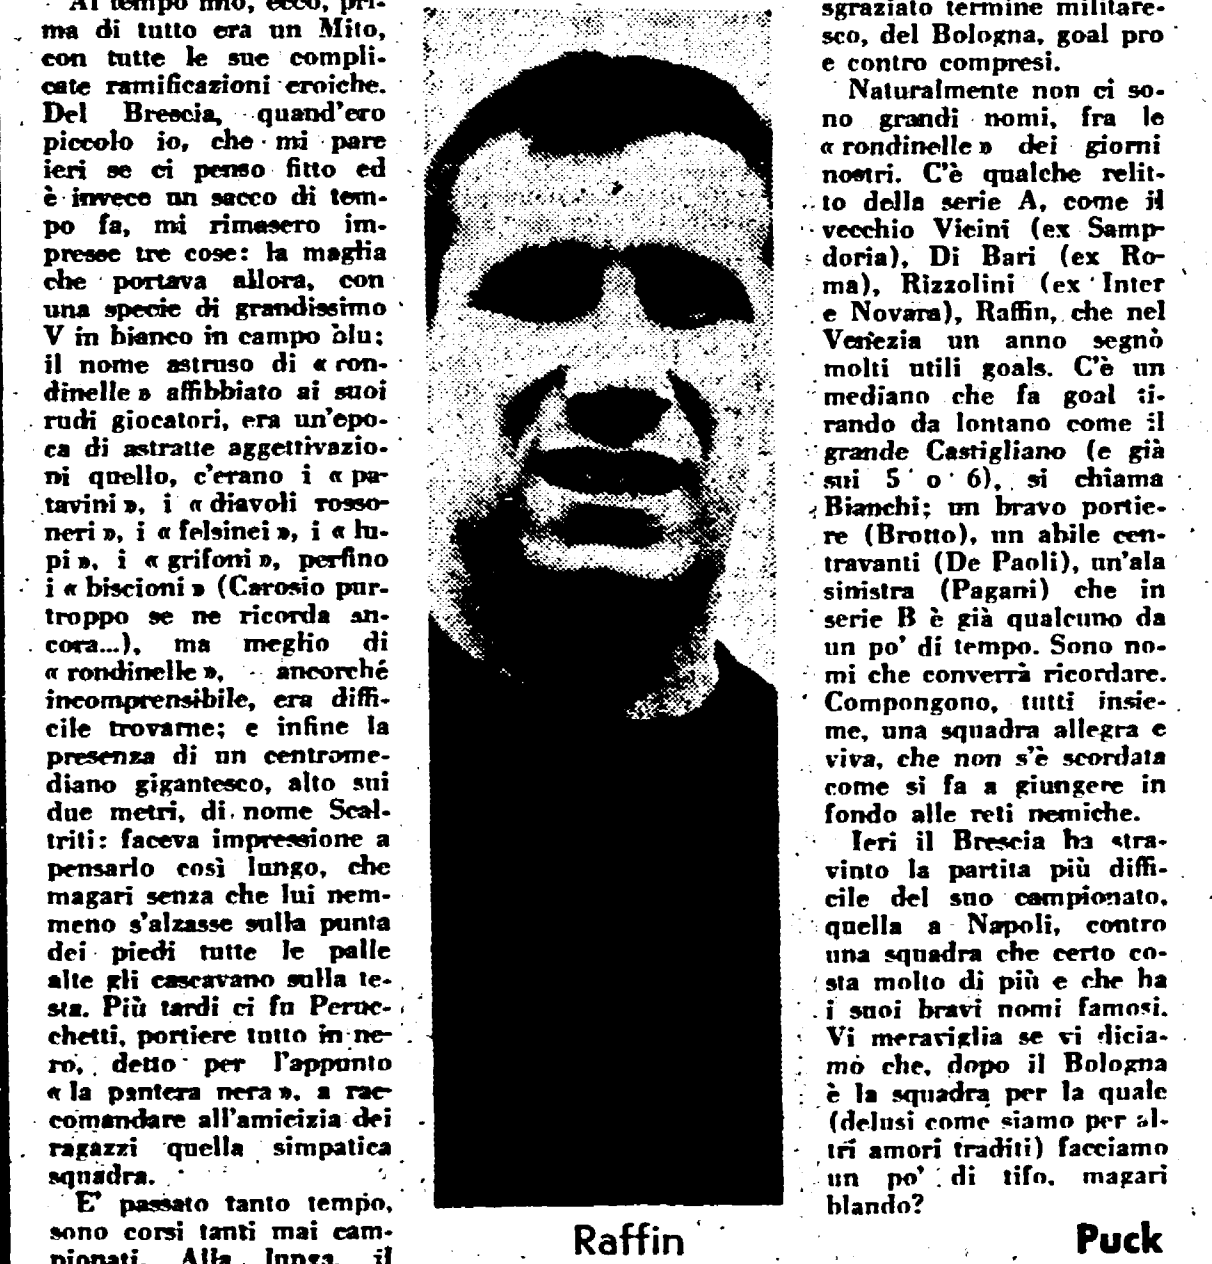 Al tempo mio, ecco, pri-
ma di tutto era un Mito,
con tutte le sue compli-
cate ramificazioni eroiche.
Del Brescia, quand'ero
piccolo io, che mi pare
ieri se ci penso fitto ed
è invece un sacco di tem-
po fa, mi rimasero im-
presse tre cose: la maglia
che portava allora, con
una specie di grandissimo
V in bianco in campo blu;
il nome astruso di « ron-
dinelle » affibbiato ai suoi
rudi giocatori, era un'epo-
ca di astratte aggettivazio-
ni quello, c'erano i « pa-
tavini », i « diavoli rosso-
neri », i « felsinei », i « lu-
pi », i « grifoni », perfino
i « biscioni » (Carosio pur-
troppo se ne ricorda an-
cora...), ma meglio di
« rondinelle », ancorché
incomprensibile, era diffi-
cile trovarne; e infine la
presenza di un centrome-
diano gigantesco, alto sui
due metri, di nome Scal-
triti: faceva impressione a
pensarlo così lungo, che
magari senza che lui nem-
meno s'alzasse sulla punta
dei piedi tutte le palle
alte gli cascavano sulla te-
sta. Più tardi ci fu Peruc-
chetti, portiere tutto in ne-
ro, detto per l'appunto
« la pantera nera », a rac-
comandare all'amicizia dei
ragazzi quella simpatica
squadra.
E' passato tanto tempo,
sono corsi tanti mai cam-
pionati. Alla lunga, il
Raffin
sgraziato termine militare-
sco, del Bologna, goal pro
e contro compresi.
Naturalmente non ci so-
no grandi nomi, fra le
« rondinelle » dei giorni
nostri. C'è qualche relit-
to della serie A, come il
vecchio Vicini (ex Samp-
doria), Di Bari (ex Ro-
ma), Rizzolini (ex Inter
e Novara), Raffin, che nel
Venezia un anno segnò
molti utili goals. C'è un
mediano che fa goal ti-
rando da lontano come il
grande Castigliano (e già
sui 5 o 6), si chiama
Bianchi; un bravo portie-
re (Brotto), un abile cen-
travanti (De Paoli), un'ala
sinistra (Pagani) che in
serie B è già qualcuno da
un po' di tempo. Sono no-
mi che converrà ricordare.
Compongono, tutti insie-
me, una squadra allegra e
viva, che non s'è scordata
come si fa a giungere in
fondo alle reti nemiche.
Ieri il Brescia ha stra-
vinto la partita più diffi-
cile del suo campionato,
quella a Napoli, contro
una squadra che certo co-
sta molto di più e che ha
i suoi bravi nomi famosi.
Vi meraviglia se vi dicia-
mo che, dopo il Bologna
è la squadra per la quale
(delusi come siamo per al-
tri amori traditi) facciamo
un po' di tifo, magari
blando?
Puck